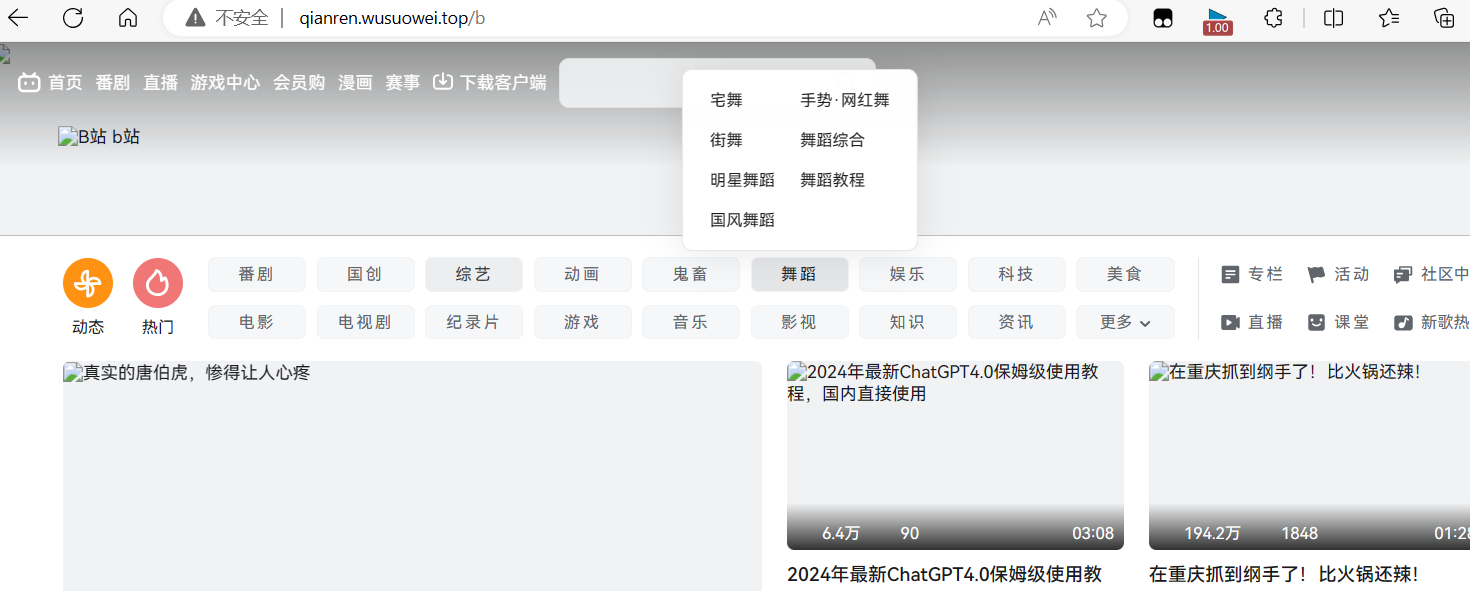 不安全 | qianren.wusuowei.top/b
1.00
首页 番剧 直播 游戏中心 会员购 漫画 赛事 下载客户端
宅舞 手势·网红舞
街舞 舞蹈综合
明星舞蹈 舞蹈教程
国风舞蹈
B站 b站
番剧 国创 综艺 动画 鬼畜 舞蹈 娱乐 科技 美食 专栏 活动 社区中
动态 热门
电影 电视剧 纪录片 游戏 音乐 影视 知识 资讯 更多 直播 课堂 新歌热
真实的唐伯虎，惨得让人心疼
2024年最新ChatGPT4.0保姆级使用教
程，国内直接使用
6.4万 90 03:08
2024年最新ChatGPT4.0保姆级使用教
在重庆抓到纲手了！比火锅还辣！
194.2万 1848 01:28
在重庆抓到纲手了！比火锅还辣！